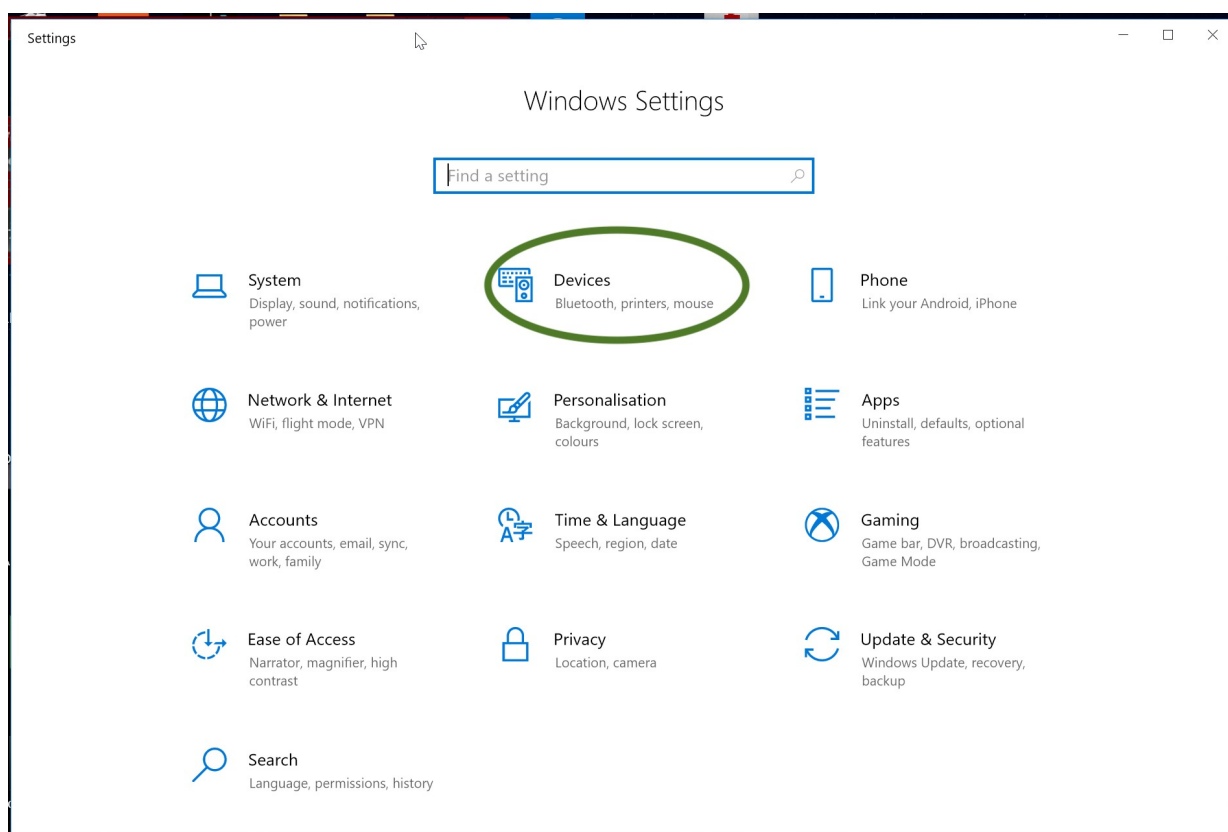 Settings
Windows Settings
Find a setting
System
Display, sound, notifications,
power
Devices
Bluetooth, printers, mouse
Phone
Link your Android, iPhone
Network & Internet
WiFi, flight mode, VPN
Personalisation
Background, lock screen,
colours
Apps
Uninstall, defaults, optional
features
Accounts
Your accounts, email, sync,
work, family
Time & Language
Speech, region, date
Gaming
Game bar, DVR, broadcasting,
Game Mode
Ease of Access
Narrator, magnifier, high
contrast
Privacy
Location, camera
Update & Security
Windows Update, recovery,
backup
Search
Language, permissions, history